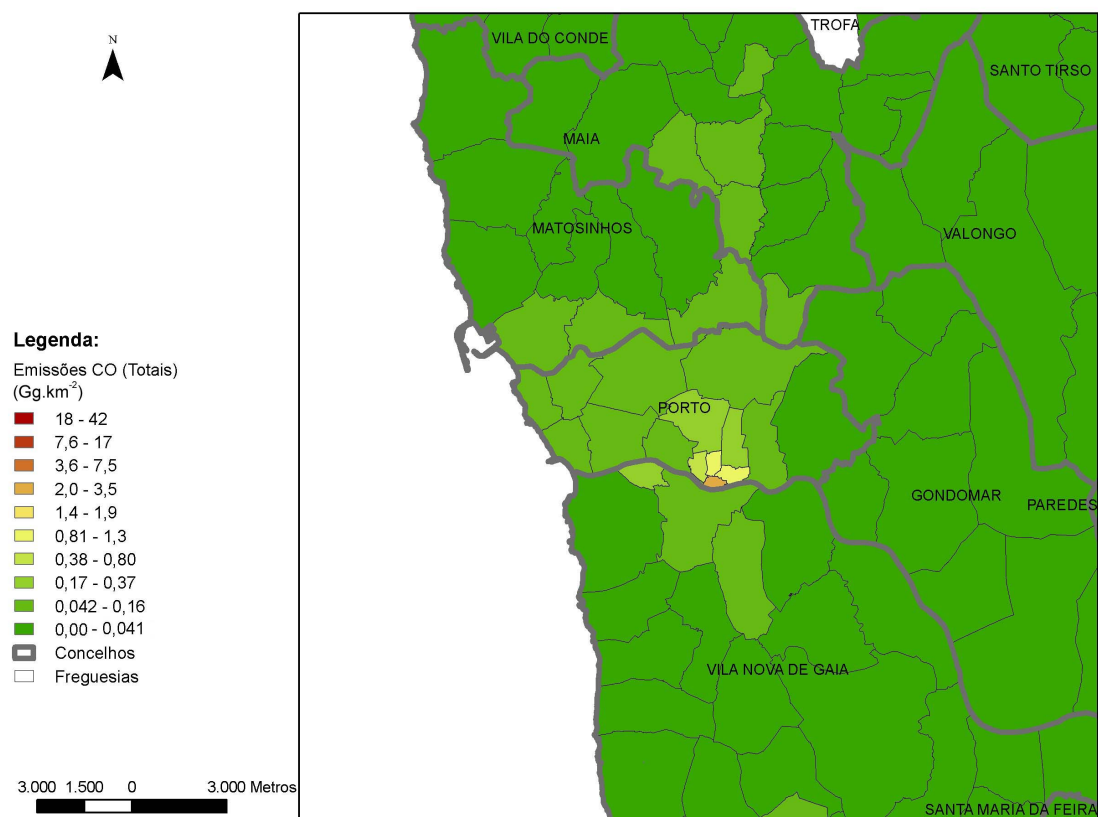 N
TROFA
VILA DO CONDE
SANTO TIRSO
MAIA
MATOSINHOS
VALONGO
PORTO
GONDOMAR
PAREDES
VILA NOVA DE GAIA
SANTA MARIA DA FEIRA
Legenda:
Emissões CO (Totais)
(Gg.km⁻²)
18 - 42
7,6 - 17
3,6 - 7,5
2,0 - 3,5
1,4 - 1,9
0,81 - 1,3
0,38 - 0,80
0,17 - 0,37
0,042 - 0,16
0,00 - 0,041
Concelhos
Freguesias
3.000 1.500 0 3.000 Metros